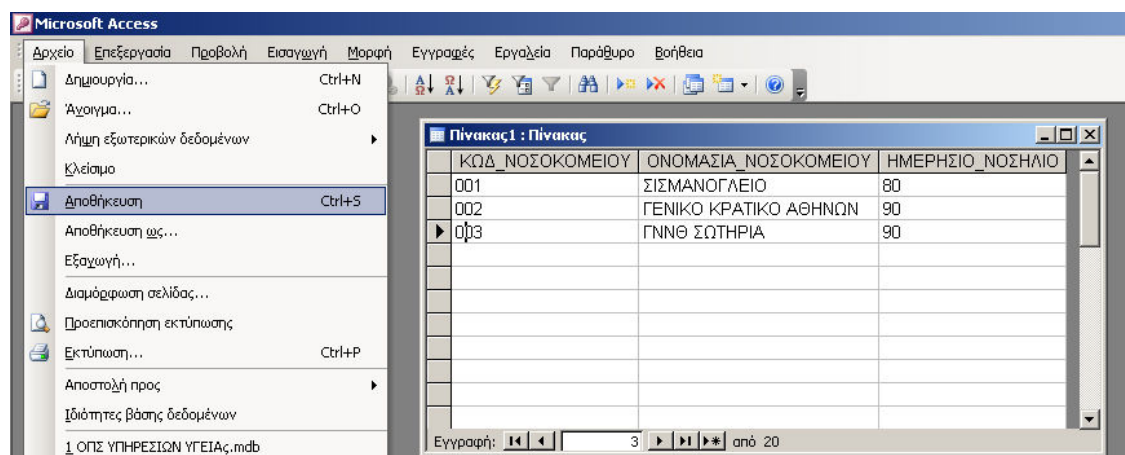 Microsoft Access
Αρχείο Επεξεργασία Προβολή Εισαγωγή Μορφή Εγγραφές Εργαλεία Παράθυρο Βοήθεια
Δημιουργία... Ctrl+N
Άνοιγμα... Ctrl+O
Λήψη εξωτερικών δεδομένων
Κλείσιμο
Αποθήκευση Ctrl+S
Αποθήκευση ως...
Εξαγωγή...
Διαμόρφωση σελίδας...
Προεπισκόπηση εκτύπωσης
Εκτύπωση... Ctrl+P
Αποστολή προς
Ιδιότητες βάσης δεδομένων
1 ΟΠΣ ΥΠΗΡΕΣΙΩΝ ΥΓΕΙΑς.mdb
Πίνακας1 : Πίνακας
ΚΩΔ_ΝΟΣΟΚΟΜΕΙΟΥ ΟΝΟΜΑΣΙΑ_ΝΟΣΟΚΟΜΕΙΟΥ ΗΜΕΡΗΣΙΟ_ΝΟΣΗΛΙΟ
001 ΣΙΣΜΑΝΟΓΛΕΙΟ 80
002 ΓΕΝΙΚΟ ΚΡΑΤΙΚΟ ΑΘΗΝΩΝ 90
003 ΓΝΝΘ ΣΩΤΗΡΙΑ 90
Εγγραφή: 3 από 20